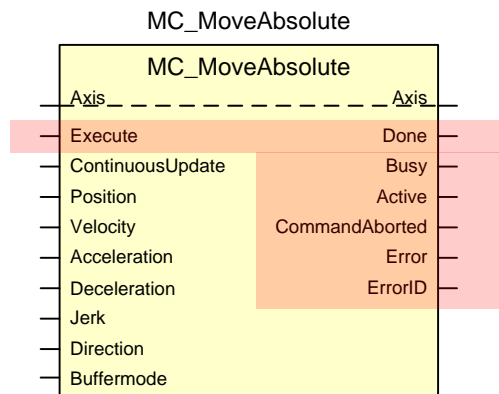 MC_MoveAbsolute
MC_MoveAbsolute
Axis Axis
Execute Done
ContinuousUpdate Busy
Position Active
Velocity CommandAborted
Acceleration Error
Deceleration ErrorID
Jerk
Direction
Buffermode